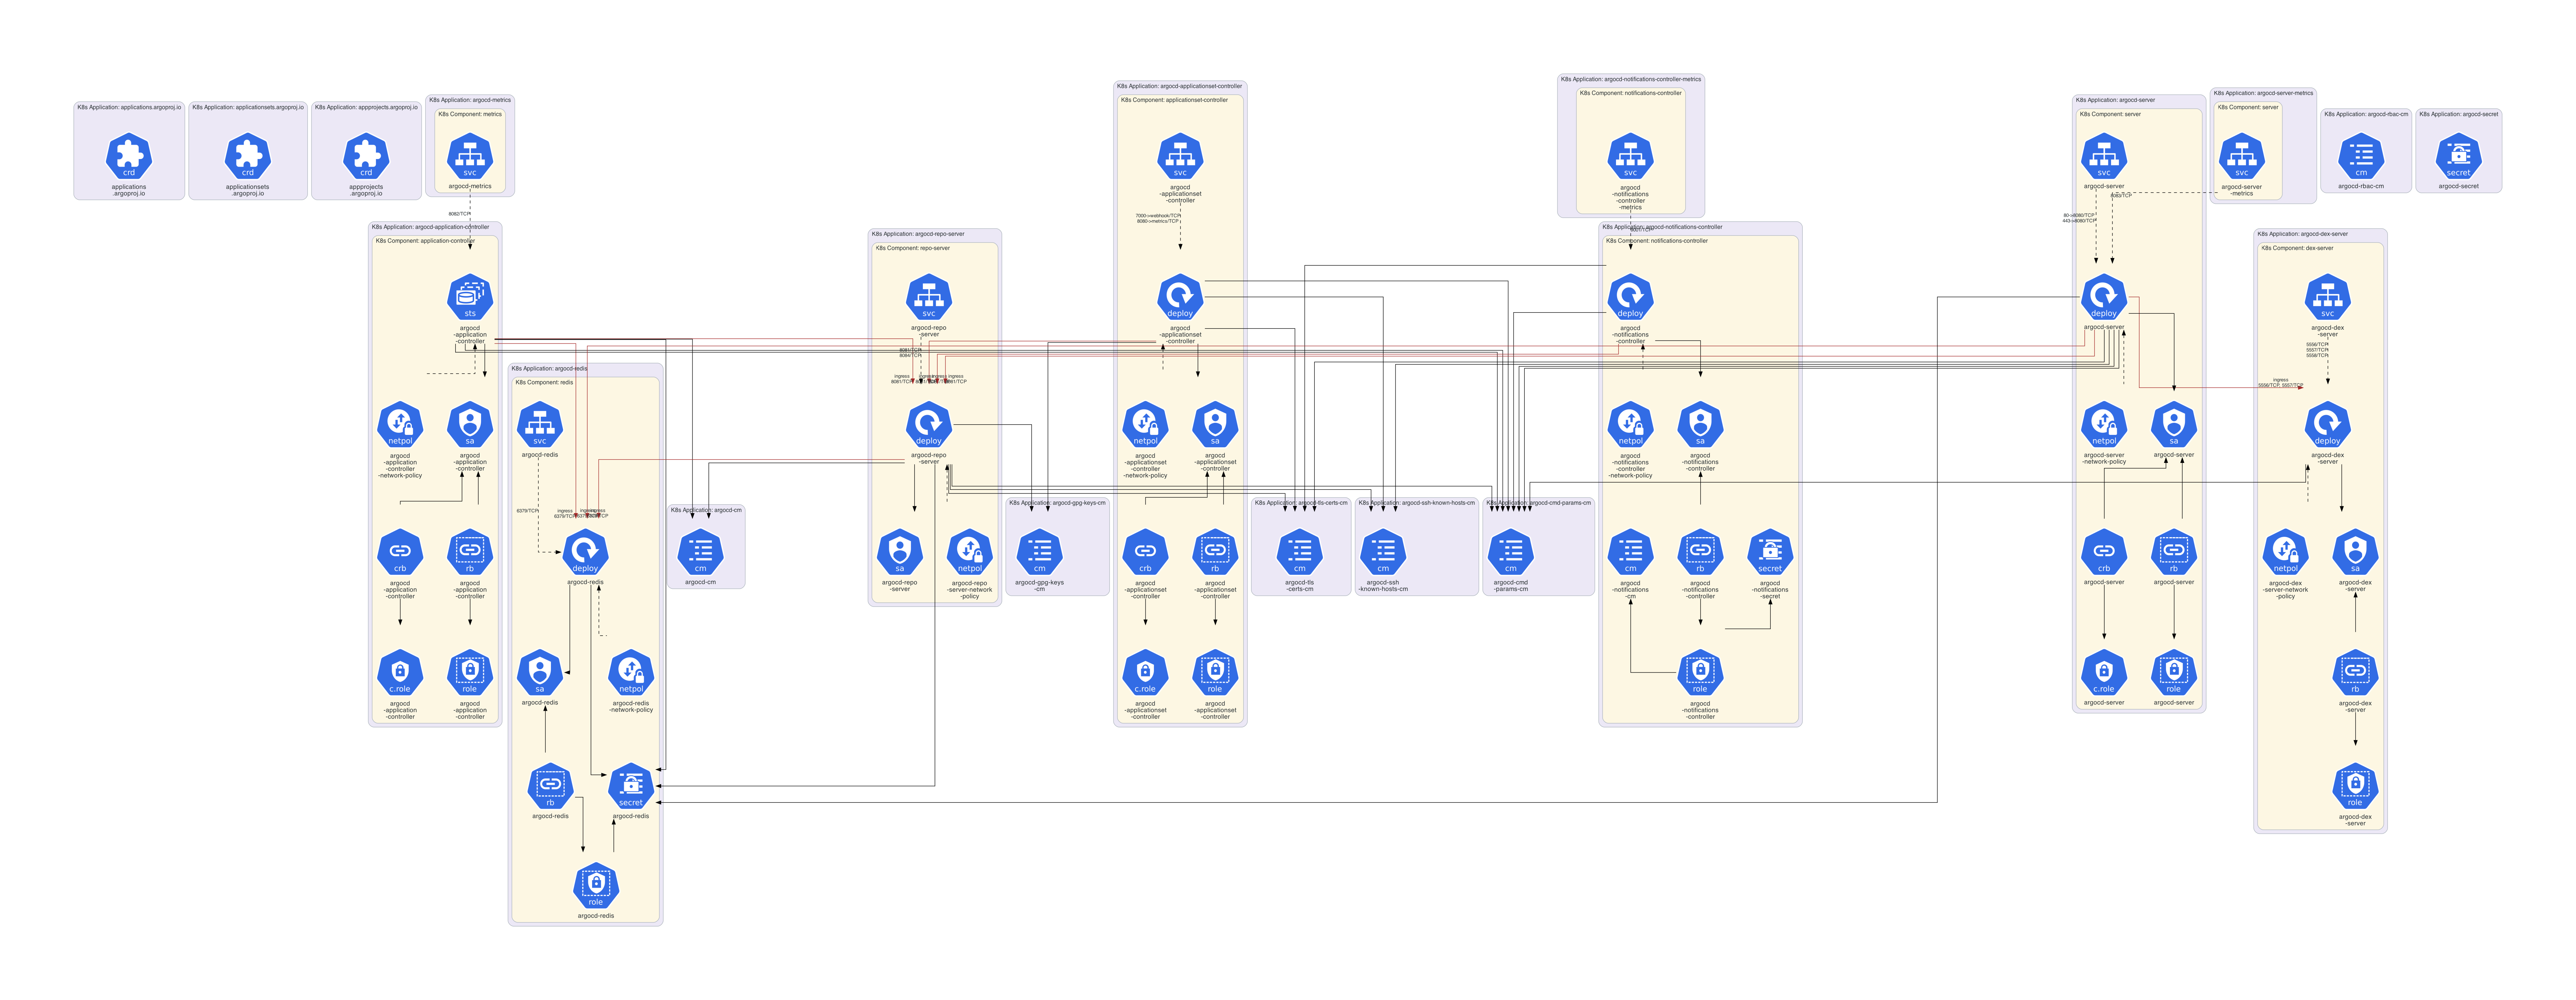 K8s Application: applications.argoproj.io
crd
applications
.argoproj.io
K8s Application: applicationsets.argoproj.io
crd
applicationsets
.argoproj.io
K8s Application: appprojects.argoproj.io
crd
appprojects
.argoproj.io
K8s Application: argocd-metrics
K8s Component: metrics
svc
argocd-metrics
8082/TCP
K8s Application: argocd-application-controller
K8s Component: application-controller
sts
argocd
-application
-controller
netpol
argocd
-application
-controller
-network-policy
sa
argocd
-application
-controller
crb
argocd
-application
-controller
rb
argocd
-application
-controller
c.role
argocd
-application
-controller
role
argocd
-application
-controller
K8s Application: argocd-redis
K8s Component: redis
svc
argocd-redis
6379/TCP
ingress
6379/TCP
deploy
argocd-redis
sa
argocd-redis
netpol
argocd-redis
-network-policy
rb
argocd-redis
secret
argocd-redis
role
argocd-redis
K8s Application: argocd-cm
cm
argocd-cm
K8s Application: argocd-repo-server
K8s Component: repo-server
svc
argocd-repo
-server
8081/TCP
8084/TCP
ingress
8081/TCP
deploy
argocd-repo
-server
sa
argocd-repo
-server
netpol
argocd-repo
-server-network
-policy
K8s Application: argocd-gpg-keys-cm
cm
argocd-gpg-keys
-cm
K8s Application: argocd-applicationset-controller
K8s Component: applicationset-controller
svc
argocd
-applicationset
-controller
7000->webhook/TCP
8080->metrics/TCP
deploy
argocd
-applicationset
-controller
netpol
argocd
-applicationset
-controller
-network-policy
sa
argocd
-applicationset
-controller
crb
argocd
-applicationset
-controller
rb
argocd
-applicationset
-controller
c.role
argocd
-applicationset
-controller
role
argocd
-applicationset
-controller
K8s Application: argocd-tls-certs-cm
cm
argocd-tls
-certs-cm
K8s Application: argocd-ssh-known-hosts-cm
cm
argocd-ssh
-known-hosts-cm
K8s Application: argocd-cmd-params-cm
cm
argocd-cmd
-params-cm
K8s Application: argocd-notifications-controller-metrics
K8s Component: notifications-controller
svc
argocd
-notifications
-controller
-metrics
K8s Application: argocd-notifications-controller
K8s Component: notifications-controller
deploy
argocd
-notifications
-controller
netpol
argocd
-notifications
-controller
-network-policy
sa
argocd
-notifications
-controller
cm
argocd
-notifications
-cm
rb
argocd
-notifications
-controller
secret
argocd
-notifications
-secret
role
argocd
-notifications
-controller
K8s Application: argocd-server
K8s Component: server
svc
argocd-server
80->8080/TCP
443->8080/TCP
8083/TCP
deploy
argocd-server
netpol
argocd-server
-network-policy
sa
argocd-server
crb
argocd-server
rb
argocd-server
c.role
argocd-server
role
argocd-server
K8s Application: argocd-server-metrics
K8s Component: server
svc
argocd-server
-metrics
K8s Application: argocd-rbac-cm
cm
argocd-rbac-cm
K8s Application: argocd-secret
secret
argocd-secret
K8s Application: argocd-dex-server
K8s Component: dex-server
svc
argocd-dex
-server
5556/TCP
5557/TCP
5558/TCP
ingress
5556/TCP, 5557/TCP
deploy
argocd-dex
-server
netpol
argocd-dex
-server-network
-policy
sa
argocd-dex
-server
rb
argocd-dex
-server
role
argocd-dex
-server